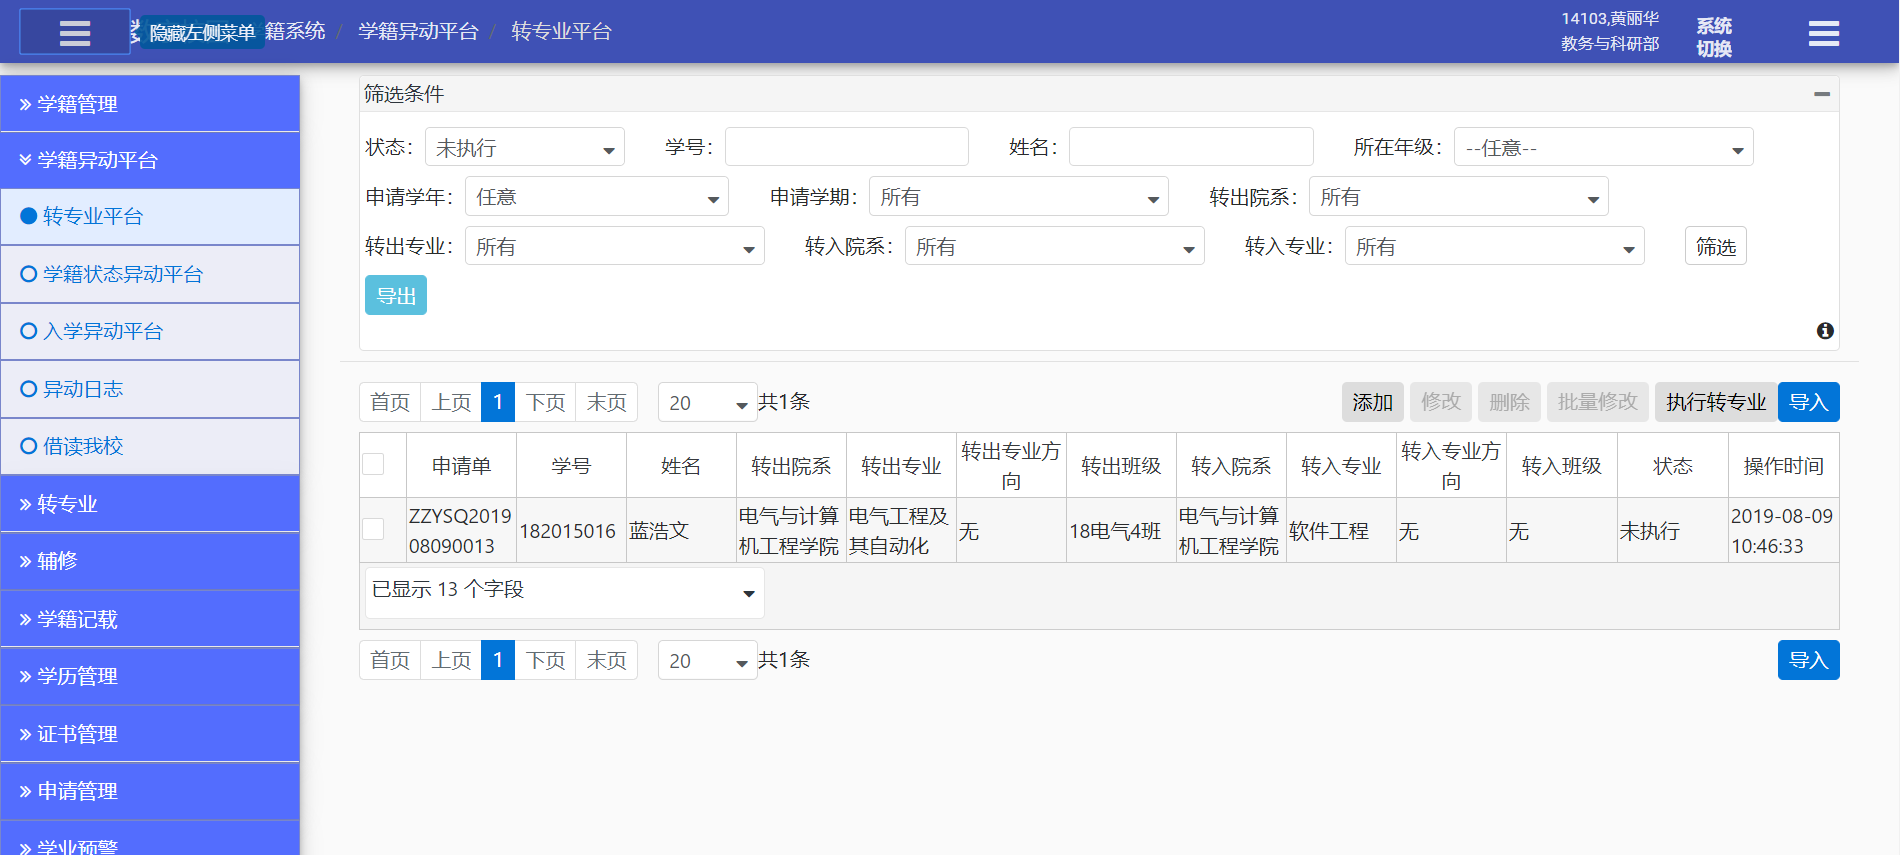 隐藏左侧菜单
籍系统 / 学籍异动平台 / 转专业平台
14103,黄丽华
教务与科研部
系统
切换
学籍管理
学籍异动平台
转专业平台
学籍状态异动平台
入学异动平台
异动日志
借读我校
转专业
辅修
学籍记载
学历管理
证书管理
申请管理
学业预警
筛选条件
状态： 未执行 学号： 姓名： 所在年级： --任意--
申请学年： 任意 申请学期： 所有 转出院系： 所有
转出专业： 所有 转入院系： 所有 转入专业： 所有 筛选
导出
首页 上页 1 下页 末页 20 共1条 添加 修改 删除 批量修改 执行转专业 导入
申请单 学号 姓名 转出院系 转出专业 转出专业方向 转出班级 转入院系 转入专业 转入专业方向 转入班级 状态 操作时间
ZZYSQ201908090013 182015016 蓝浩文 电气与计算机工程学院 电气工程及其自动化 无 18电气4班 电气与计算机工程学院 软件工程 无 无 未执行 2019-08-09 10:46:33
已显示 13 个字段
首页 上页 1 下页 末页 20 共1条 导入